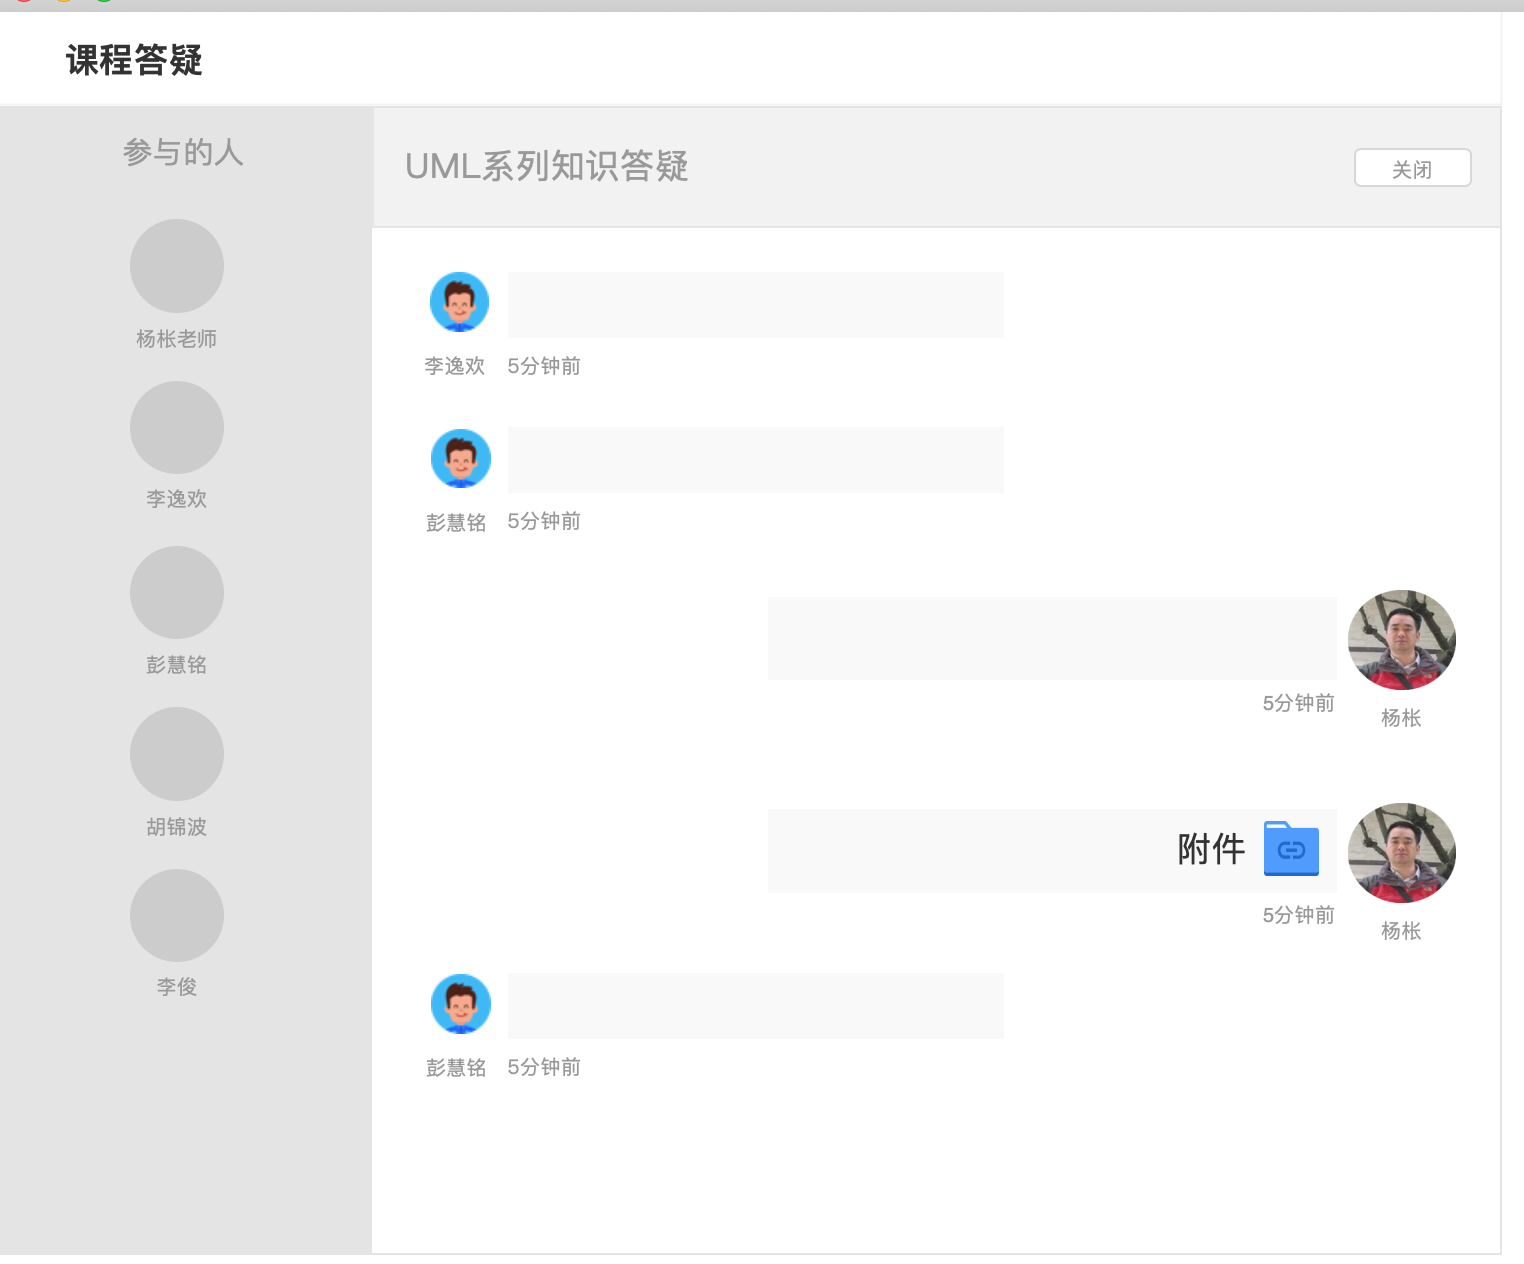 课程答疑
参与的人
杨枨老师
李逸欢
彭慧铭
胡锦波
李俊
UML系列知识答疑
关闭
李逸欢 5分钟前
彭慧铭 5分钟前
5分钟前 杨枨
附件
5分钟前 杨枨
彭慧铭 5分钟前